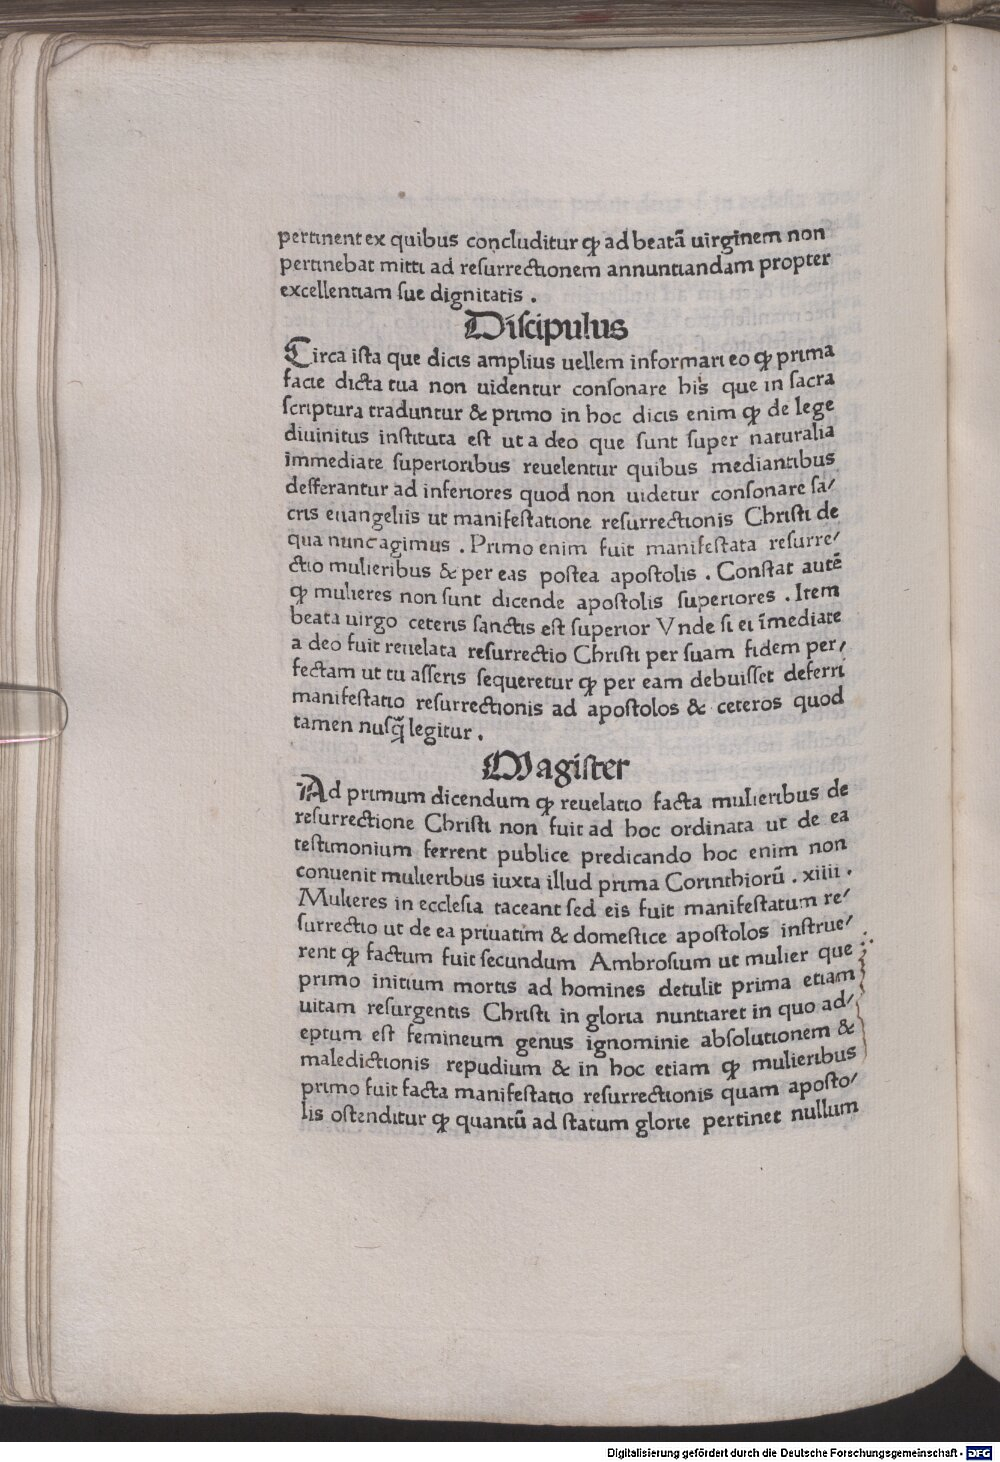 pertinent ex quibus concluditur ꝙ ad beatã uirginem non
pertinebat mitti ad resurrectionem annuntiandam propter
excellentiam sue dignitatis .
Discipulus
Circa ista que dicis amplius uellem informari eo ꝙ prima
facie dicta tua non uidentur consonare his que in sacra
scriptura traduntur & primo in hoc dicis enim ꝙ de lege
diuinitus instituta est ut a deo que sunt super naturalia
immediate superioribus reuelentur quibus mediantibus
defferantur ad inferiores quod non uidetur consonare sa/
cris euangeliis ut manifestatione resurrectionis Christi de
qua nunc agimus . Primo enim fuit manifestata resurre/
ctio mulieribus & per eas postea apostolis . Constat autẽ
ꝙ mulieres non sunt dicende apostolis superiores . Item
beata uirgo ceteris sanctis est superior Vnde si ei ĩmediate
a deo fuit reuelata resurrectio Christi per suam fidem per/
fectam ut tu asseris sequeretur ꝙ per eam debuisset deferri
manifestatio resurrectionis ad apostolos & ceteros quod
tamen nusq̃ legitur .
Magister
Ad primum dicendum ꝙ reuelatio facta mulieribus de
resurrectione Christi non fuit ad hoc ordinata ut de ea
testimonium ferrent publice predicando hoc enim non
conuenit mulieribus iuxta illud prima Corinthiorũ . xiiii .
Mulieres in ecclesia taceant sed eis fuit manifestatum re/
surrectio ut de ea priuatim & domestice apostolos instrue/
rent ꝙ factum fuit secundum Ambrosium ut mulier que
primo initium mortis ad homines detulit prima etiam
uitam resurgentis Christi in gloria nuntiaret in quo ad/
eptum est femineum genus ignominie absolutionem &
maledictionis repudium & in hoc etiam ꝙ mulieribus
primo fuit facta manifestatio resurrectionis quam aposto/
lis ostenditur ꝙ quantũ ad statum glorie pertinet nullum
Digitalisierung gefördert durch die Deutsche Forschungsgemeinschaft - DFG